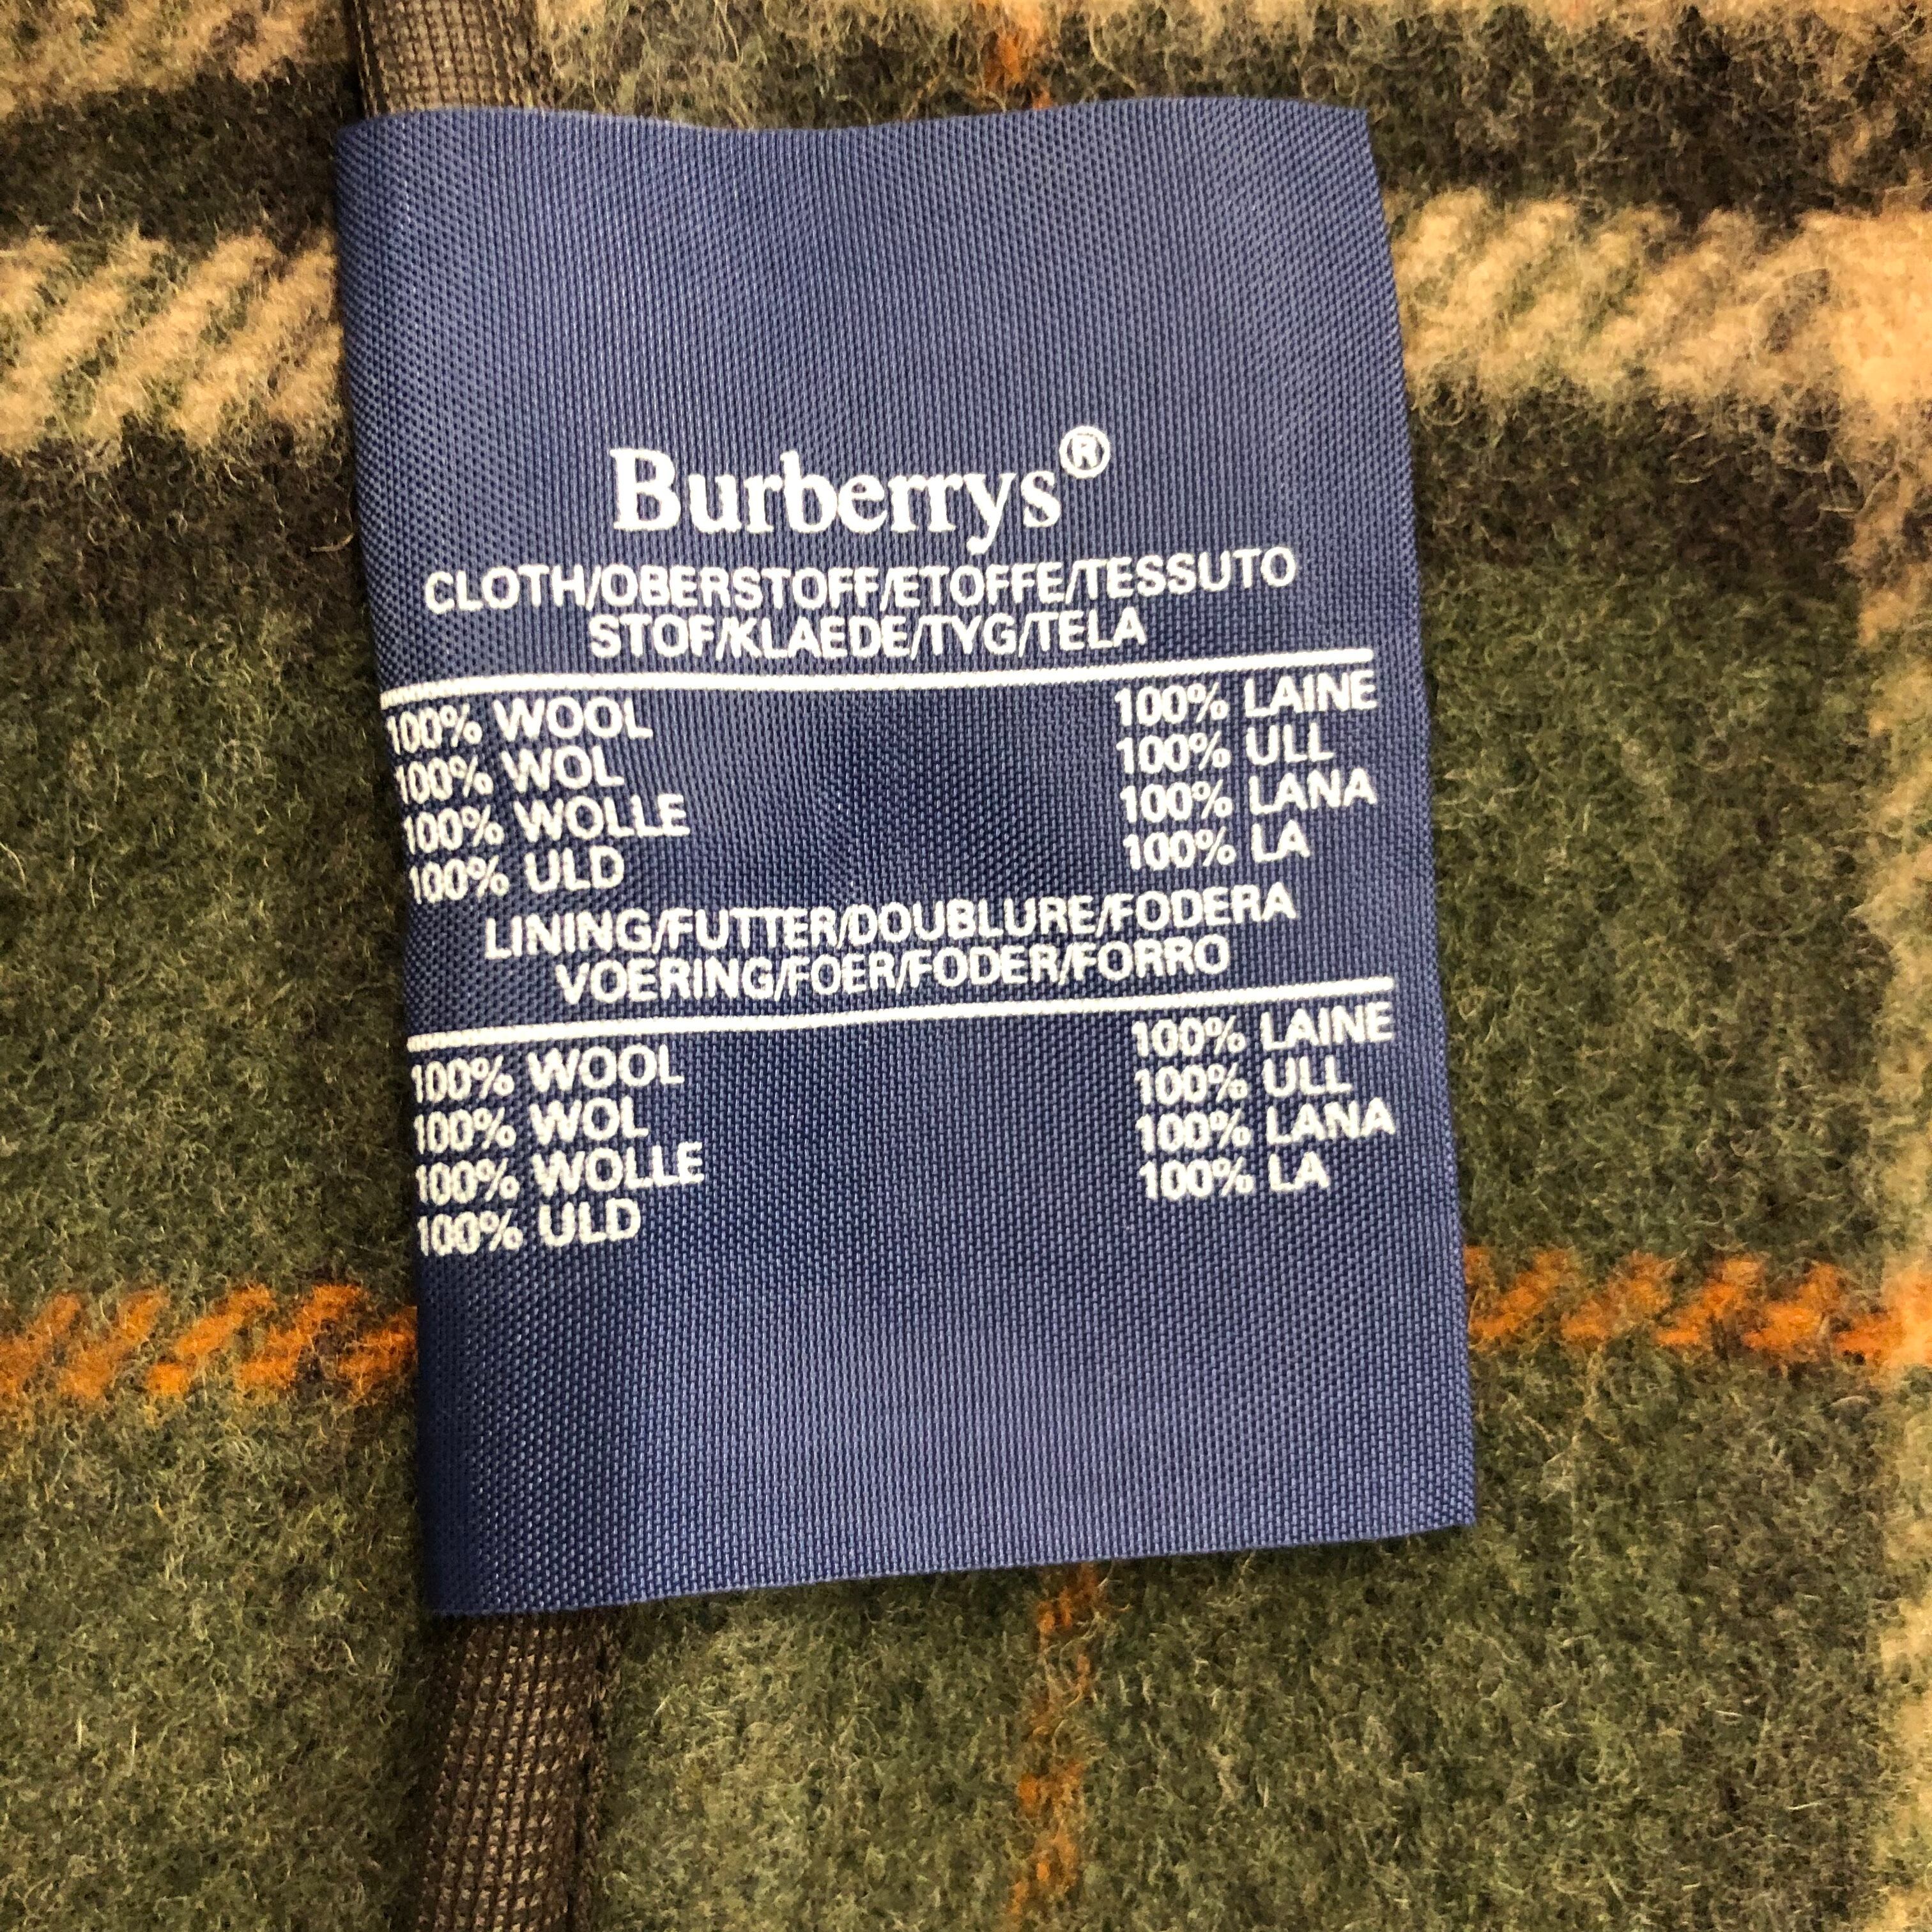 Burberrys®
CLOTH/OBERSTOFF/ETOFFE/TESSUTO
STOF/KLAEDE/TYG/TELA
100% WOOL 100% LAINE
100% WOL 100% ULL
100% WOLLE 100% LANA
100% ULD 100% LA
LINING/FUTTER/DOUBLURE/FODERA
VOERING/FOER/FODER/FORRO
100% WOOL 100% LAINE
100% WOL 100% ULL
100% WOLLE 100% LANA
100% ULD 100% LA